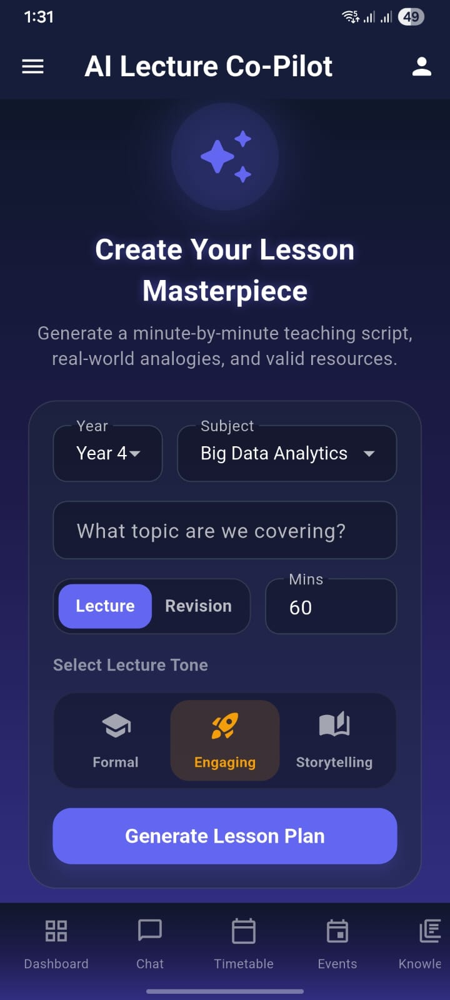 1:31
5
49
AI Lecture Co-Pilot
Create Your Lesson
Masterpiece
Generate a minute-by-minute teaching script,
real-world analogies, and valid resources.
Year
Subject
Year 4
Big Data Analytics
What topic are we covering?
Mins
Lecture
Revision
60
Select Lecture Tone
Formal
Engaging
Storytelling
Generate Lesson Plan
Dashboard
Chat
Timetable
Events
Knowle